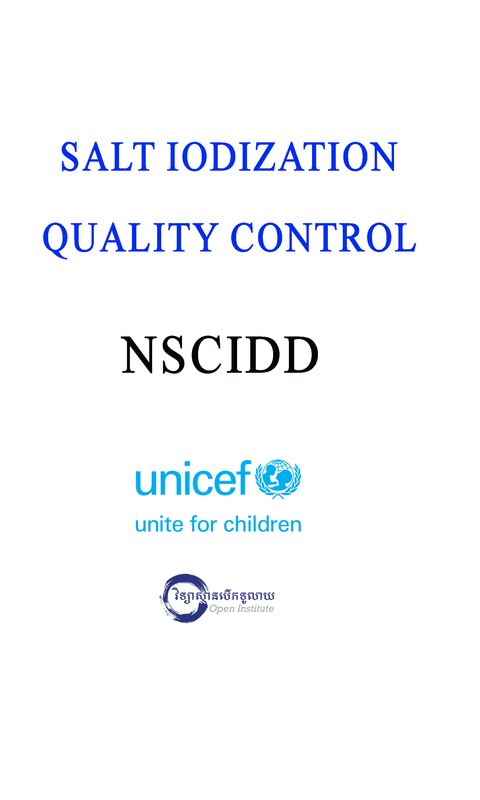 SALT IODIZATION
QUALITY CONTROL
NSCIDD
unicef
unite for children
វិទ្យាស្ថានបើកទូលាយ
Open Institute